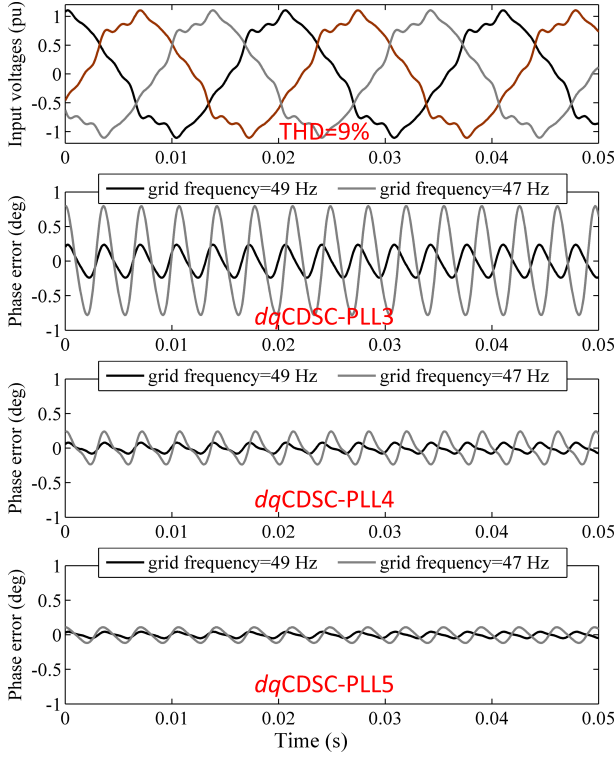 Input voltages (pu)
1
0.5
0
-0.5
-1
THD=9%
0 0.01 0.02 0.03 0.04 0.05
Phase error (deg)
1
0.5
0
-0.5
-1
grid frequency=49 Hz grid frequency=47 Hz
dqCDSC-PLL3
0 0.01 0.02 0.03 0.04 0.05
Phase error (deg)
1
0.5
0
-0.5
-1
grid frequency=49 Hz grid frequency=47 Hz
dqCDSC-PLL4
0 0.01 0.02 0.03 0.04 0.05
Phase error (deg)
1
0.5
0
-0.5
-1
grid frequency=49 Hz grid frequency=47 Hz
dqCDSC-PLL5
0 0.01 0.02 0.03 0.04 0.05
Time (s)